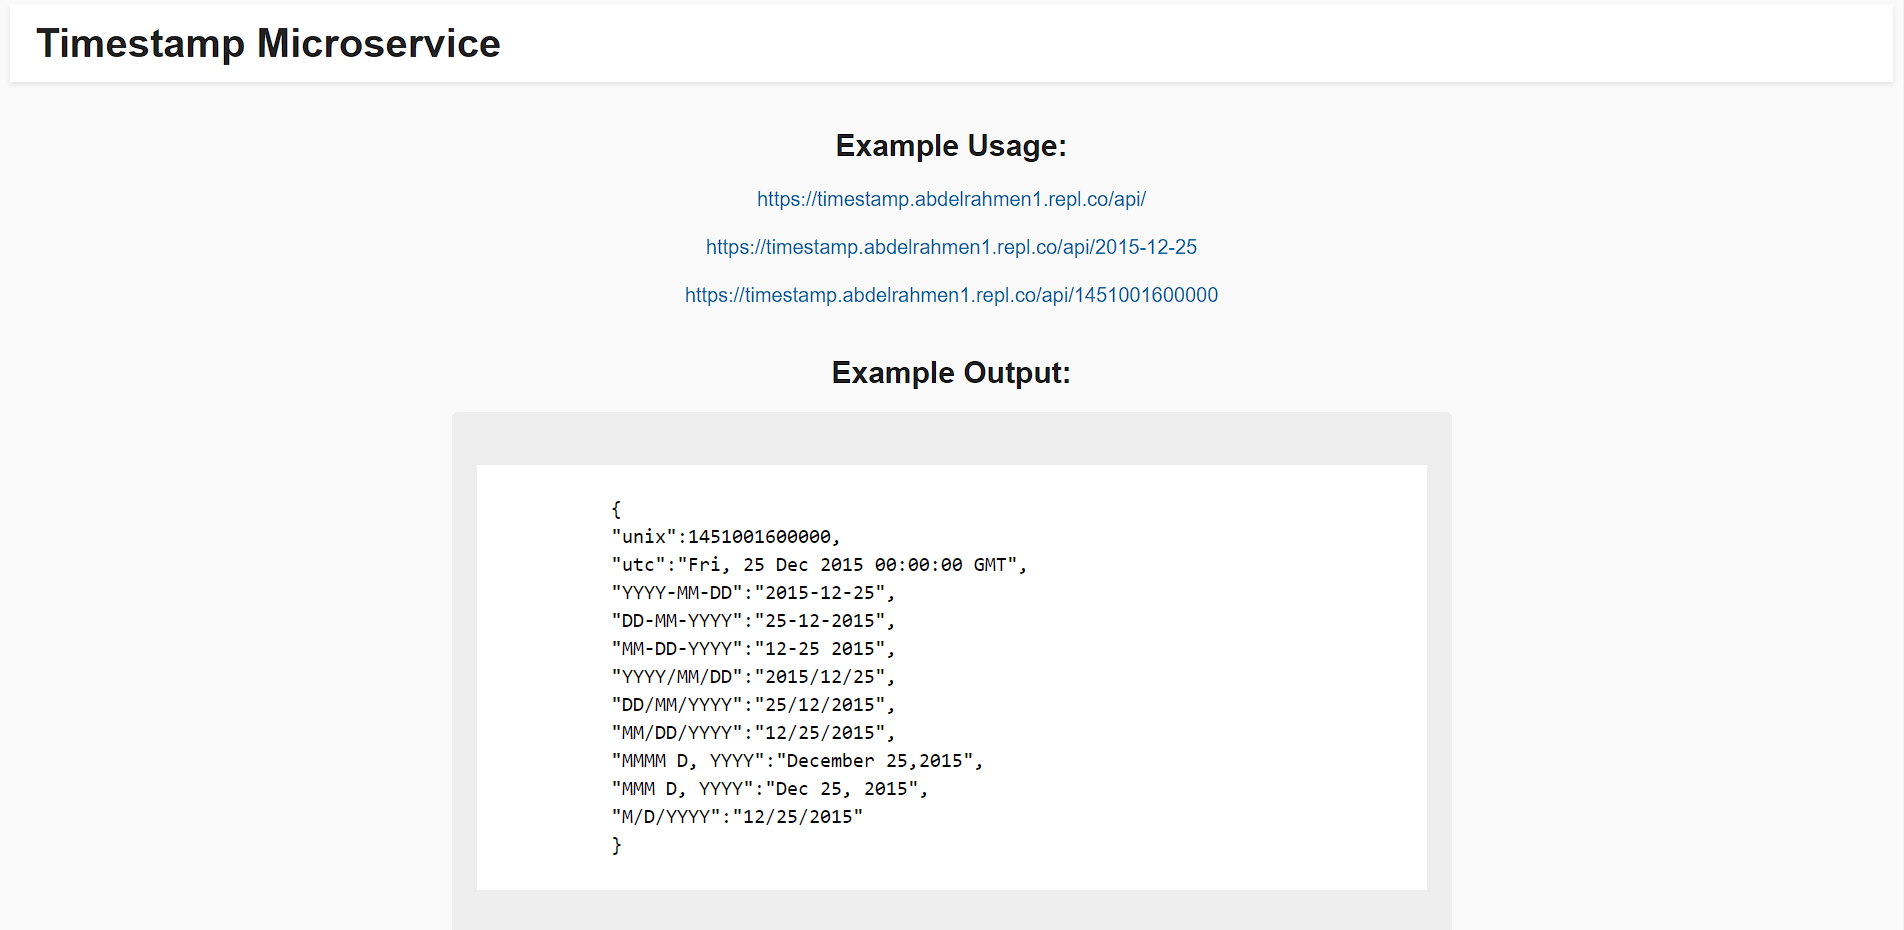 Timestamp Microservice
Example Usage:
https://timestamp.abdelrahmen1.repl.co/api/
https://timestamp.abdelrahmen1.repl.co/api/2015-12-25
https://timestamp.abdelrahmen1.repl.co/api/1451001600000
Example Output:
{
"unix":1451001600000,
"utc":"Fri, 25 Dec 2015 00:00:00 GMT",
"YYYY-MM-DD":"2015-12-25",
"DD-MM-YYYY":"25-12-2015",
"MM-DD-YYYY":"12-25 2015",
"YYYY/MM/DD":"2015/12/25",
"DD/MM/YYYY":"25/12/2015",
"MM/DD/YYYY":"12/25/2015",
"MMMM D, YYYY":"December 25,2015",
"MMM D, YYYY":"Dec 25, 2015",
"M/D/YYYY":"12/25/2015"
}